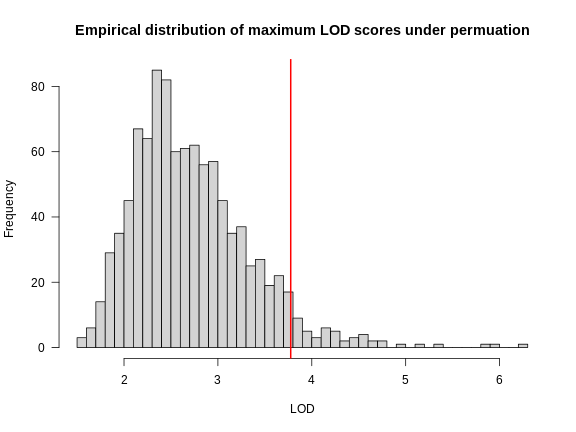 Empirical distribution of maximum LOD scores under permuation
80
60
40
20
0
Frequency
2 3 4 5 6
LOD